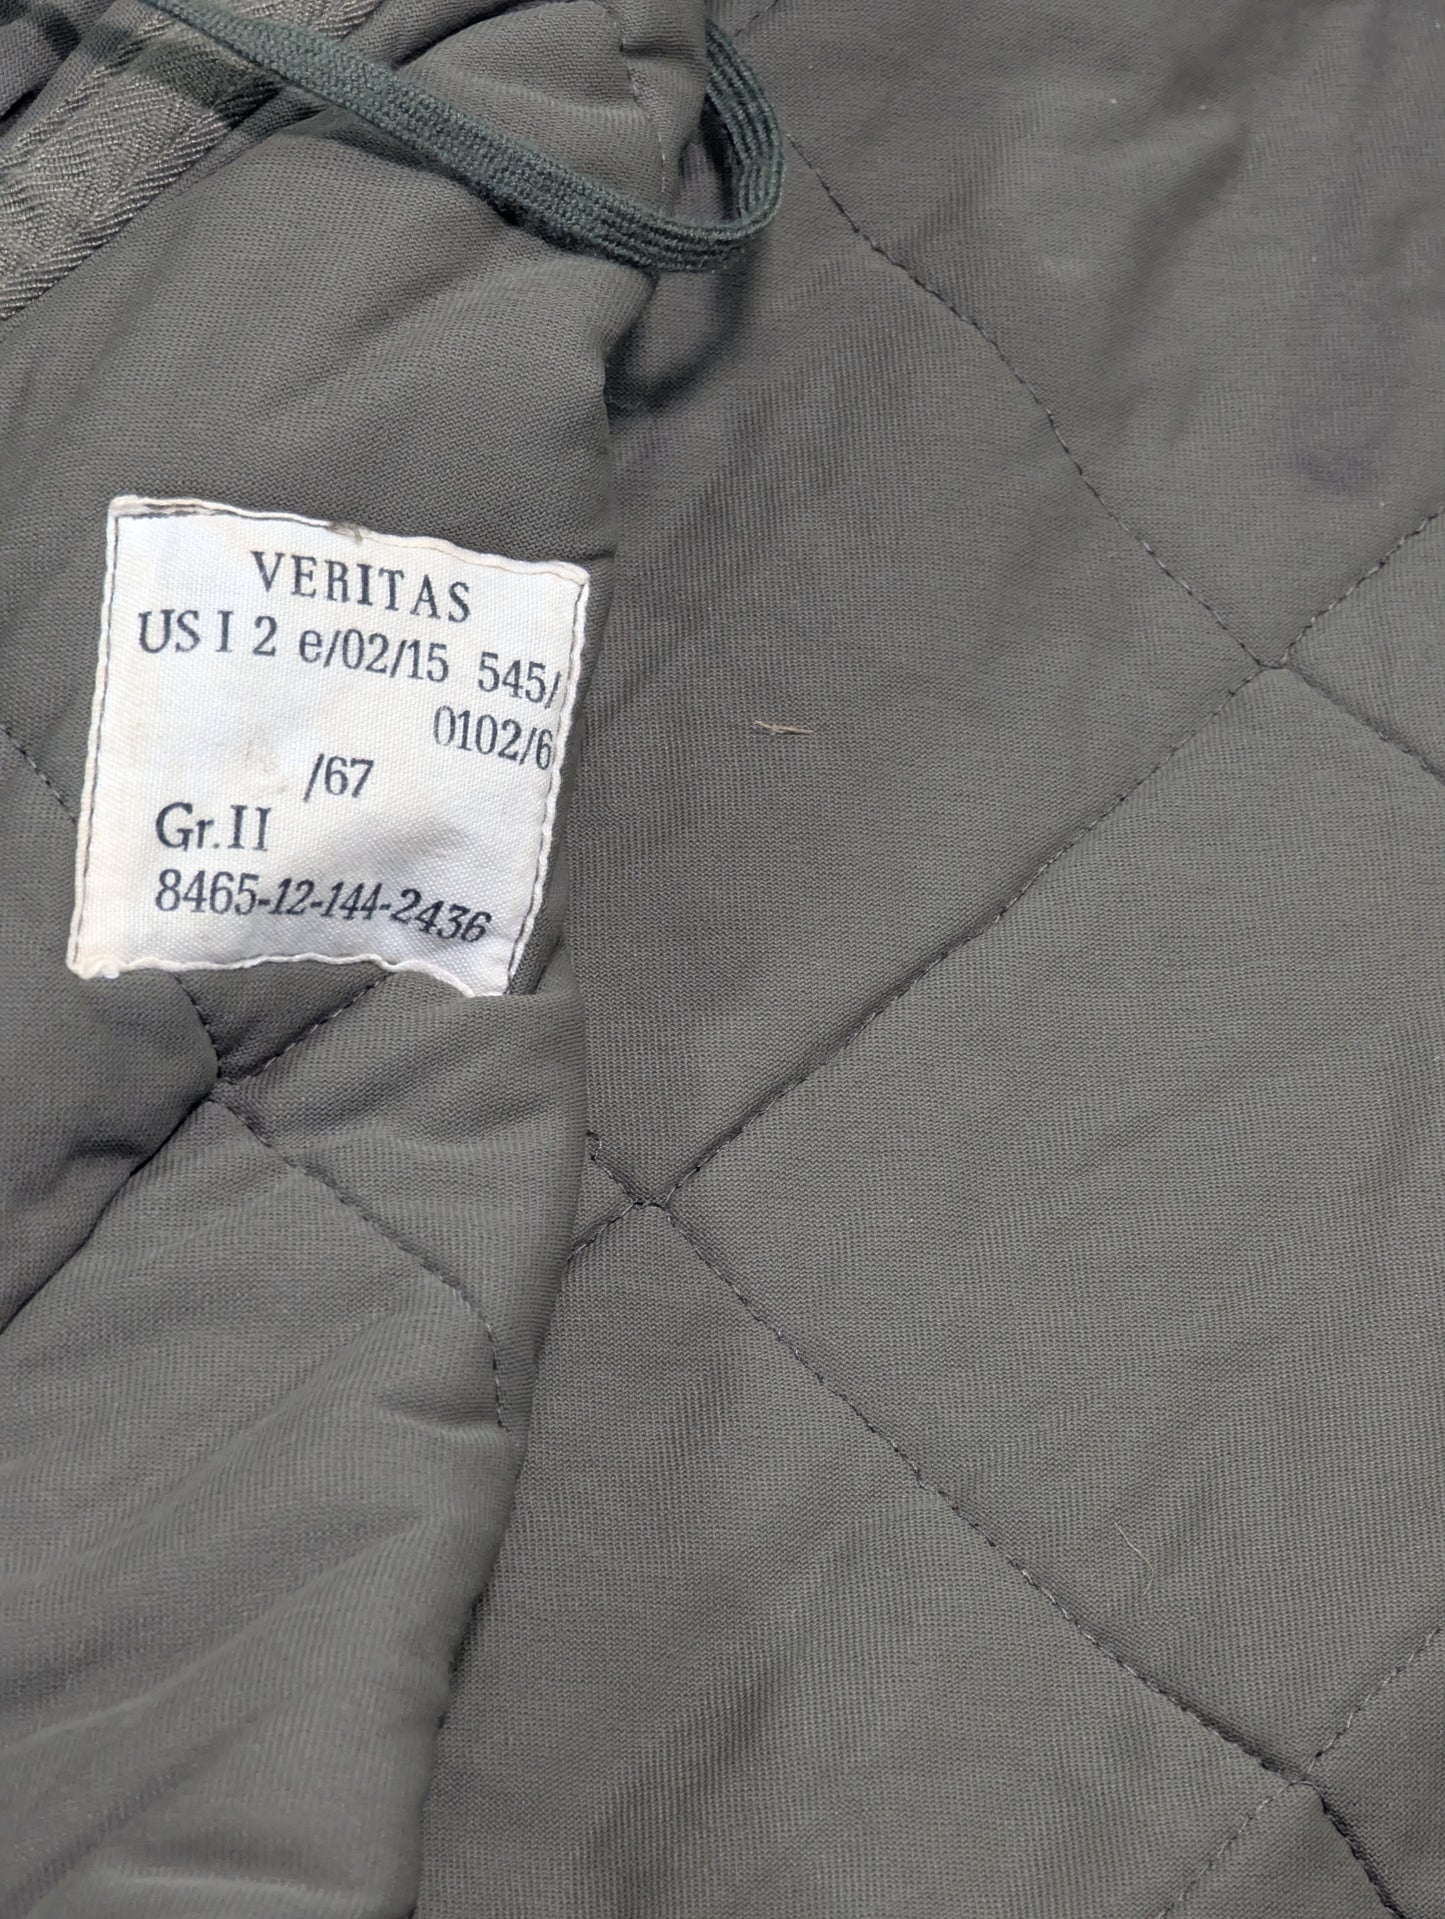 VERITAS
US I 2 e/02/15 545/
0102/6
/67
Gr.II
8465-12-144-2436